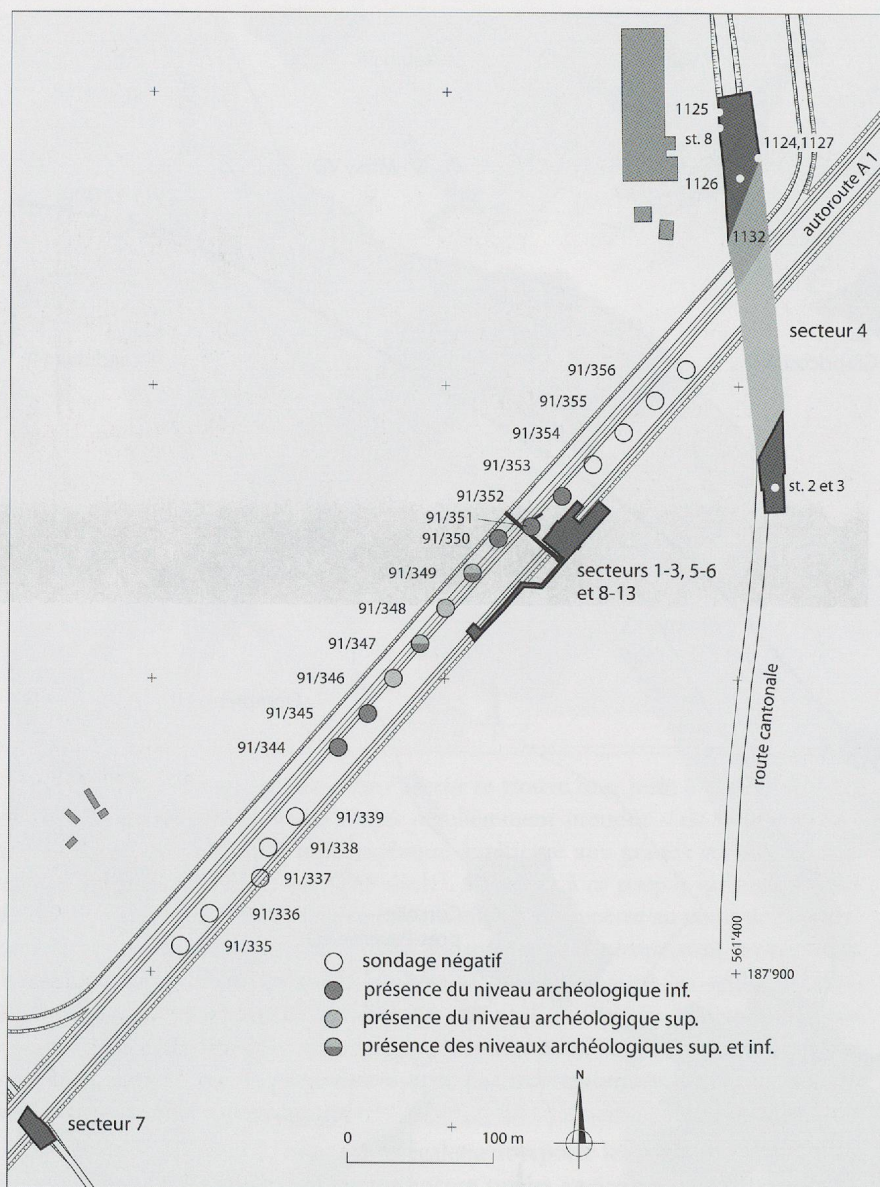 1125
st. 8
1124,1127
1126
1132
autoroute A 1
secteur 4
91/356
91/355
91/354
91/353
91/352
91/351
91/350
91/349
91/348
91/347
91/346
91/345
91/344
st. 2 et 3
secteurs 1-3, 5-6
et 8-13
route cantonale
91/339
91/338
91/337
91/336
91/335
561'400
187'900
sondage négatif
présence du niveau archéologique inf.
présence du niveau archéologique sup.
présence des niveaux archéologiques sup. et inf.
secteur 7
0
100 m
N